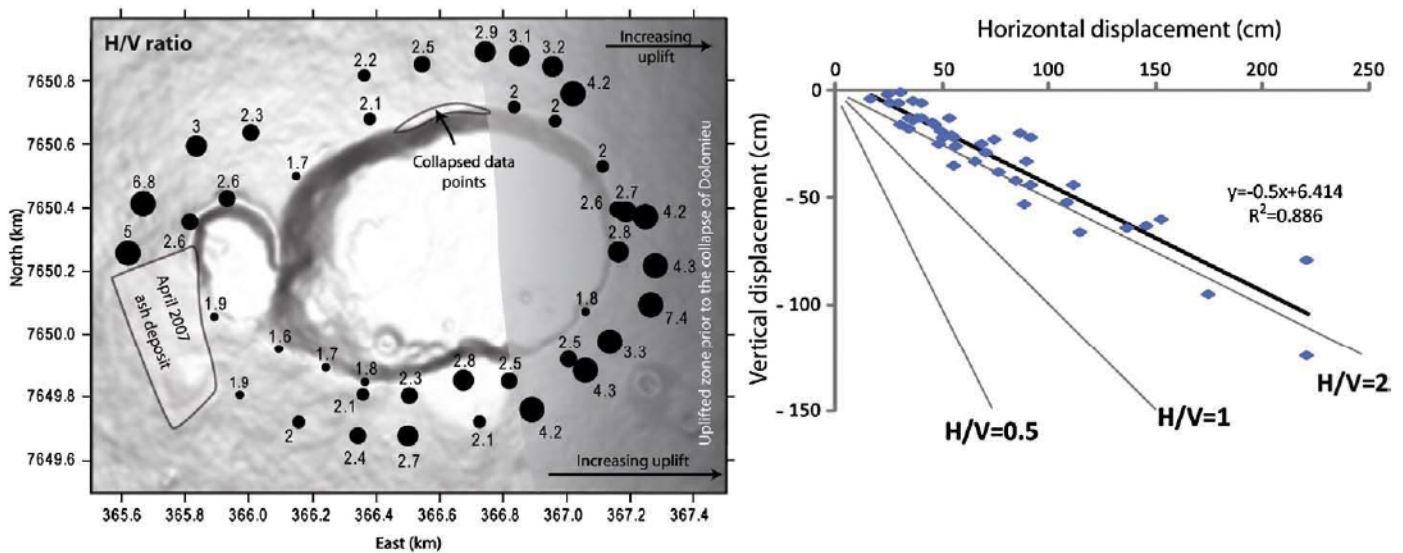 H/V ratio
Increasing
uplift
2.9
3.1
3.2
2.5
2.2
4.2
2.1
2
2
2.3
3
Collapsed data
points
1.7
2
6.8
2.6
2.7
2.6
4.2
5
2.6
2.8
4.3
April 2007
ash deposit
1.9
1.8
7.4
1.6
1.7
1.8
2.8
2.5
2.5
3.3
1.9
2.1
2.3
4.3
2
2.4
2.7
2.1
4.2
Uplifted zone prior to the collapse of Dolomieu
Increasing uplift
North (km)
7650.8
7650.6
7650.4
7650.2
7650.0
7649.8
7649.6
365.6 365.8 366.0 366.2 366.4 366.6 366.8 367.0 367.2 367.4
East (km)
Horizontal displacement (cm)
0 50 100 150 200 250
Vertical displacement (cm)
0
- 50
- 100
- 150
y=-0.5x+6.414
R²=0.886
H/V=2
H/V=1
H/V=0.5